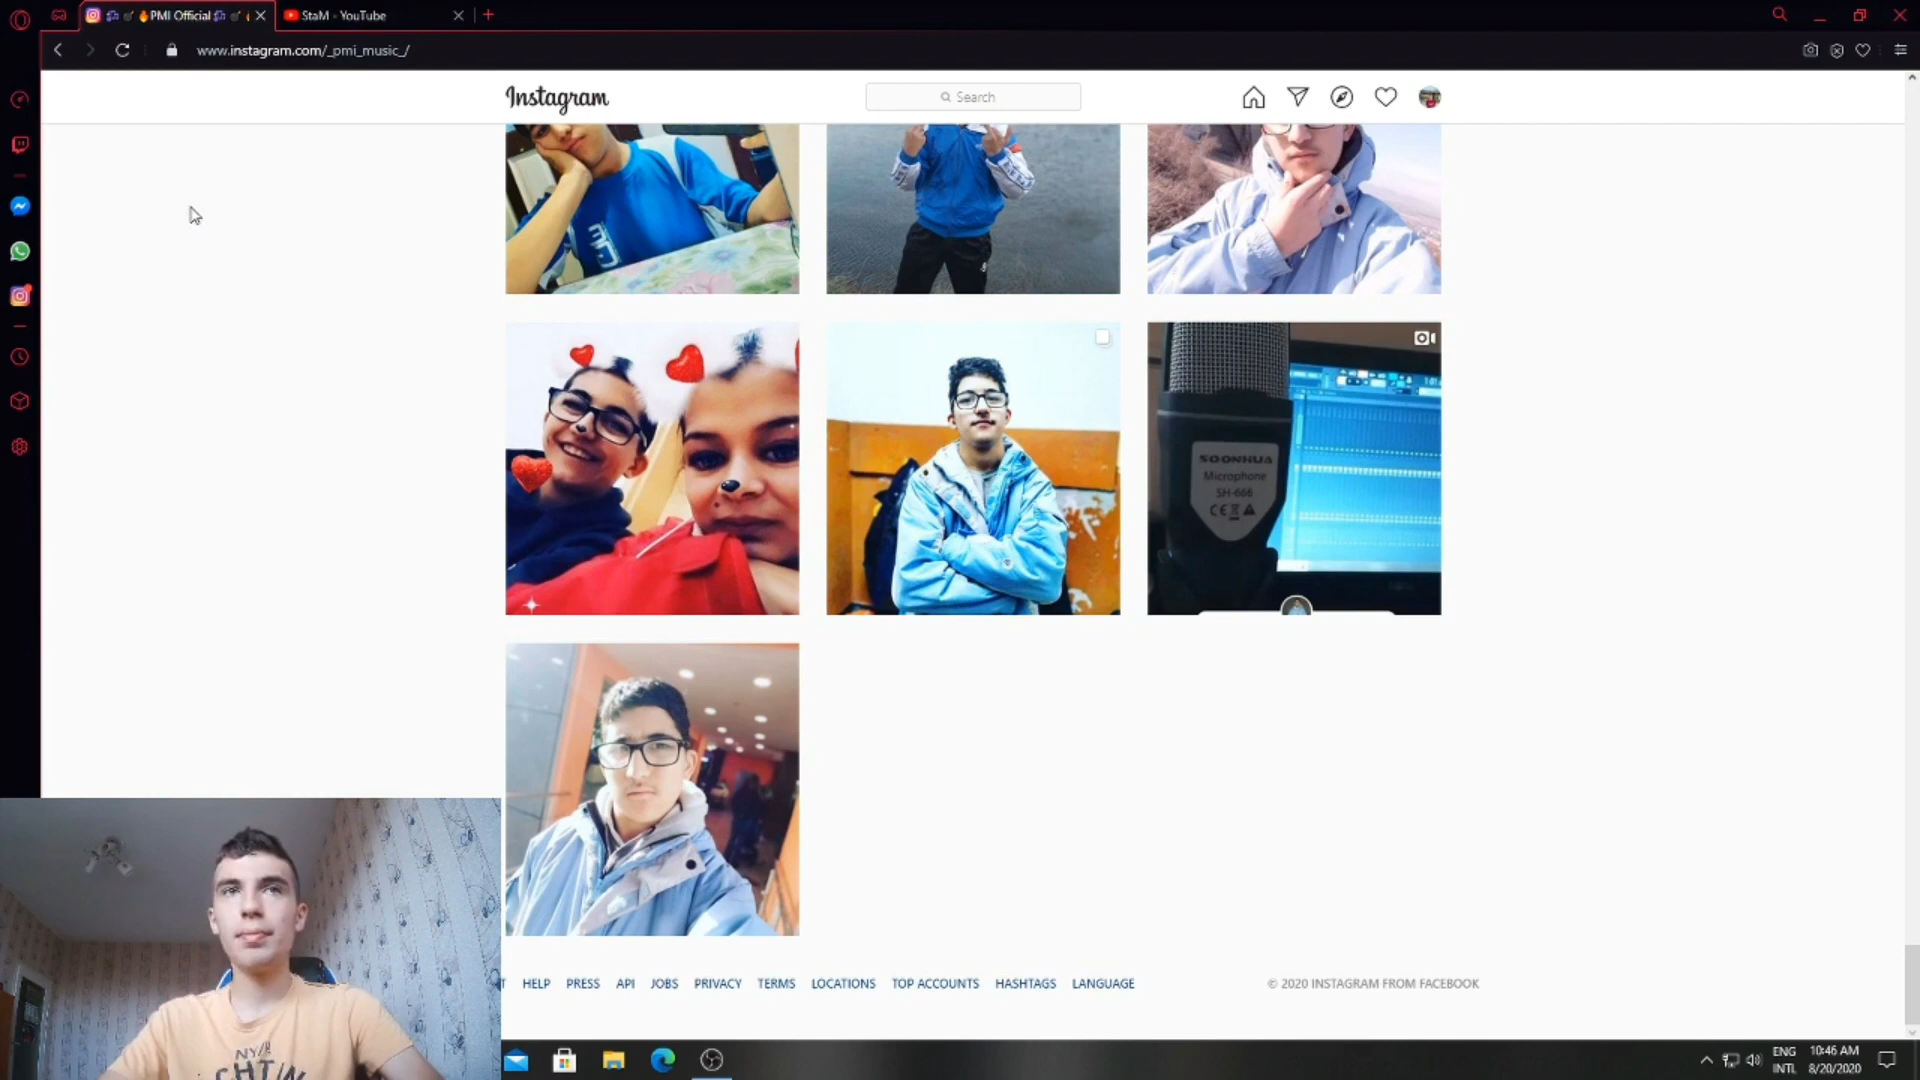 PMI Official
StaM - YouTube
www.instagram.com/_pmi_music_/
Instagram
Search
SOONHUA
Microphone
SH-666
HELP PRESS API JOBS PRIVACY TERMS LOCATIONS TOP ACCOUNTS HASHTAGS LANGUAGE
© 2020 INSTAGRAM FROM FACEBOOK
ENG
INTL
10:46 AM
8/20/2020